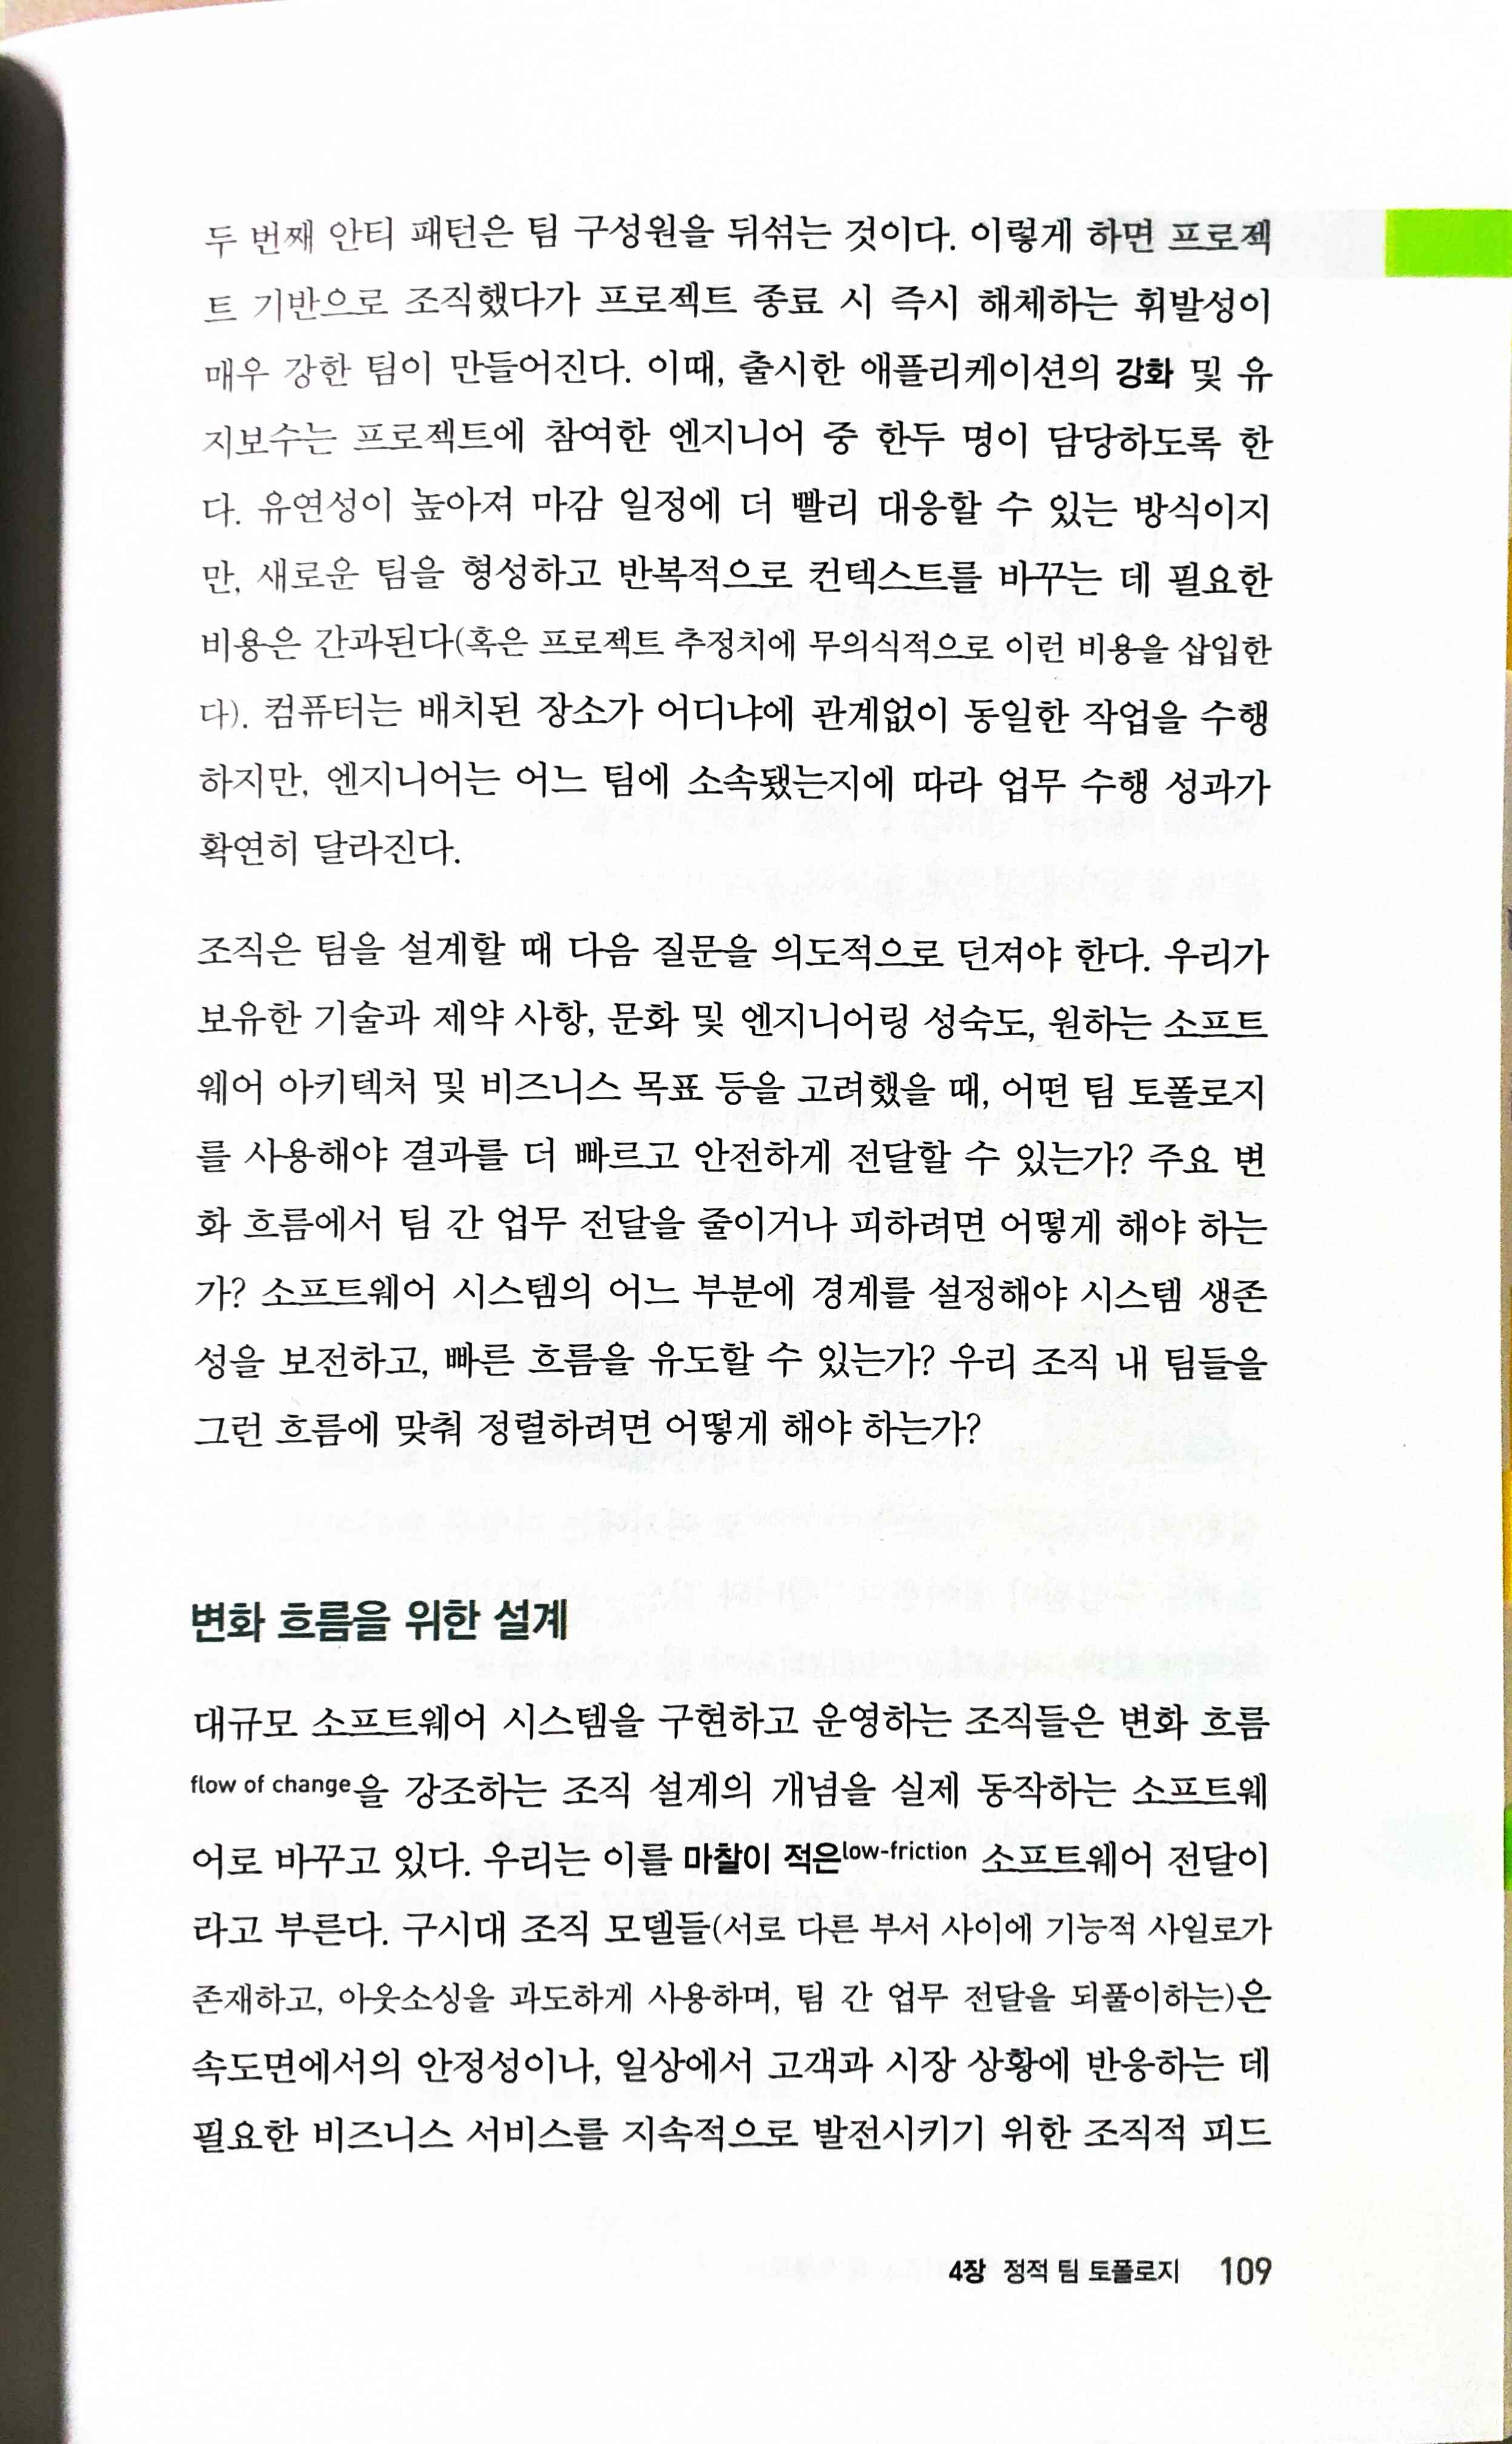 두 번째 안티 패턴은 팀 구성원을 뒤섞는 것이다. 이렇게 하면 프로젝
트 기반으로 조직했다가 프로젝트 종료 시 즉시 해체하는 휘발성이
매우 강한 팀이 만들어진다. 이때, 출시한 애플리케이션의 강화 및 유
지보수는 프로젝트에 참여한 엔지니어 중 한두 명이 담당하도록 한
다. 유연성이 높아져 마감 일정에 더 빨리 대응할 수 있는 방식이지
만, 새로운 팀을 형성하고 반복적으로 컨텍스트를 바꾸는 데 필요한
비용은 간과된다(혹은 프로젝트 추정치에 무의식적으로 이런 비용을 삽입한
다). 컴퓨터는 배치된 장소가 어디냐에 관계없이 동일한 작업을 수행
하지만, 엔지니어는 어느 팀에 소속됐는지에 따라 업무 수행 성과가
확연히 달라진다.
조직은 팀을 설계할 때 다음 질문을 의도적으로 던져야 한다. 우리가
보유한 기술과 제약 사항, 문화 및 엔지니어링 성숙도, 원하는 소프트
웨어 아키텍처 및 비즈니스 목표 등을 고려했을 때, 어떤 팀 토폴로지
를 사용해야 결과를 더 빠르고 안전하게 전달할 수 있는가? 주요 변
화 흐름에서 팀 간 업무 전달을 줄이거나 피하려면 어떻게 해야 하는
가? 소프트웨어 시스템의 어느 부분에 경계를 설정해야 시스템 생존
성을 보전하고, 빠른 흐름을 유도할 수 있는가? 우리 조직 내 팀들을
그런 흐름에 맞춰 정렬하려면 어떻게 해야 하는가?
변화 흐름을 위한 설계
대규모 소프트웨어 시스템을 구현하고 운영하는 조직들은 변화 흐름
flow of change을 강조하는 조직 설계의 개념을 실제 동작하는 소프트웨
어로 바꾸고 있다. 우리는 이를 마찰이 적은low-friction 소프트웨어 전달이
라고 부른다. 구시대 조직 모델들(서로 다른 부서 사이에 기능적 사일로가
존재하고, 아웃소싱을 과도하게 사용하며, 팀 간 업무 전달을 되풀이하는)은
속도면에서의 안정성이나, 일상에서 고객과 시장 상황에 반응하는 데
필요한 비즈니스 서비스를 지속적으로 발전시키기 위한 조직적 피드
4장 정적 팀 토폴로지 109